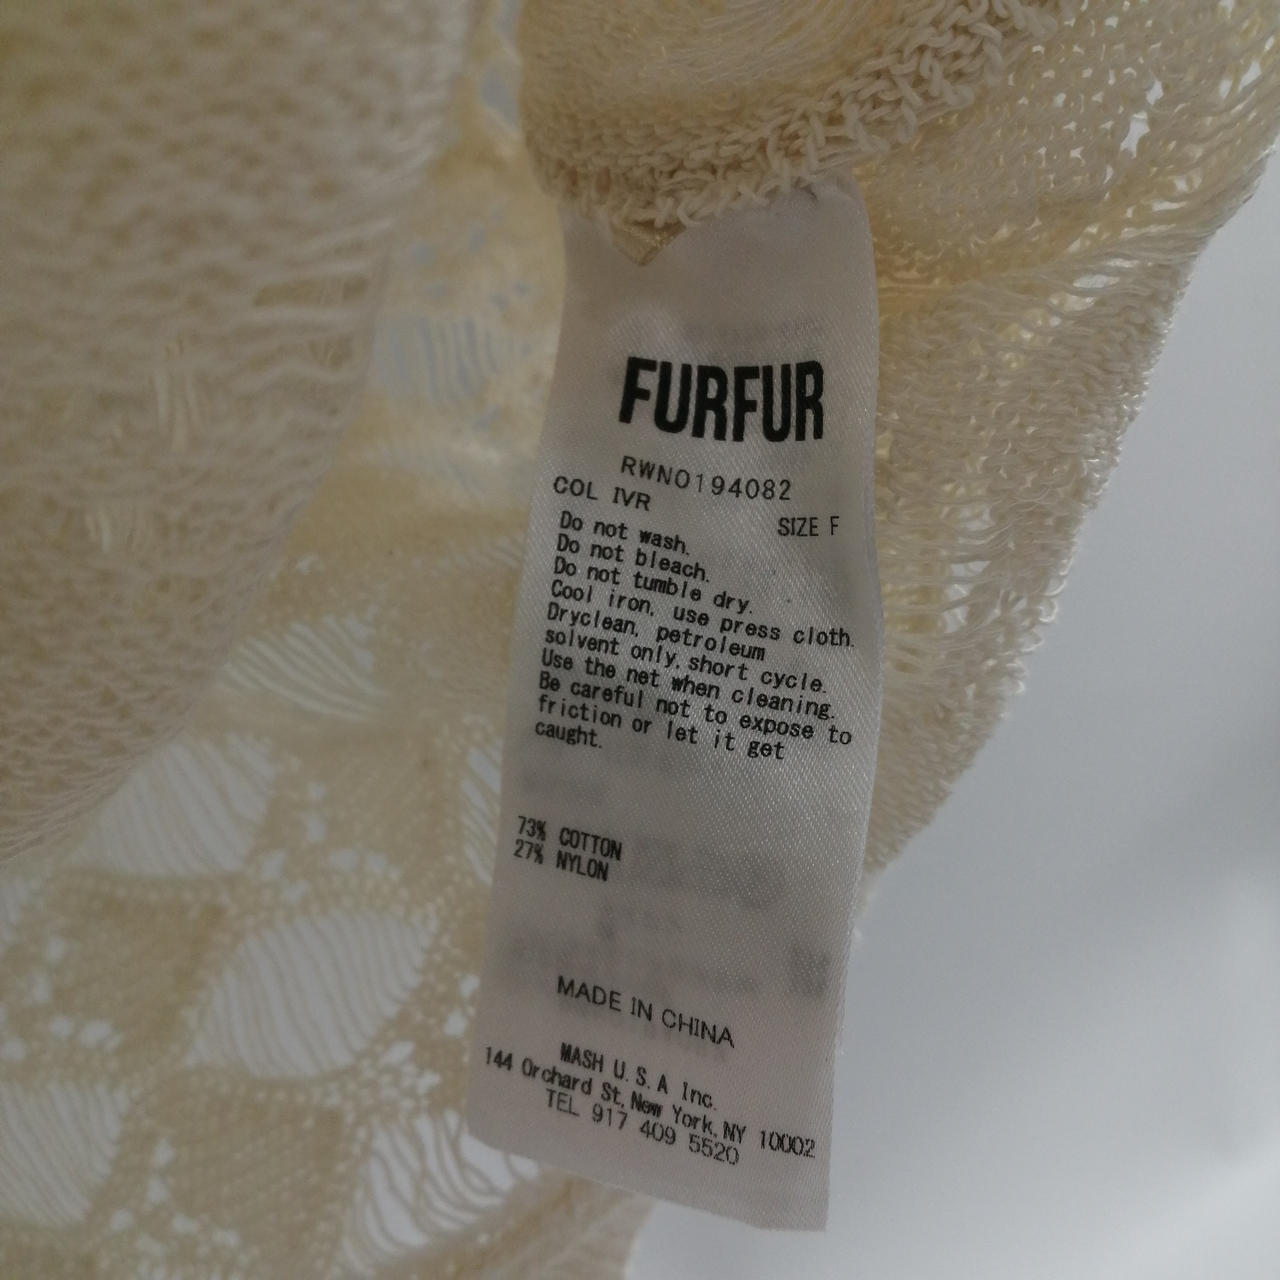 FURFUR
RWNO194082
COL IVR
SIZE F
Do not wash.
Do not bleach.
Do not tumble dry.
Cool iron, use press cloth.
Dryclean, petroleum
solvent only, short cycle.
Use the net when cleaning.
Be careful not to expose to
friction or let it get
caught.
73% COTTON
27% NYLON
MADE IN CHINA
MASH U.S.A Inc.
144 Orchard St, New York, NY 10002
TEL 917 409 5520